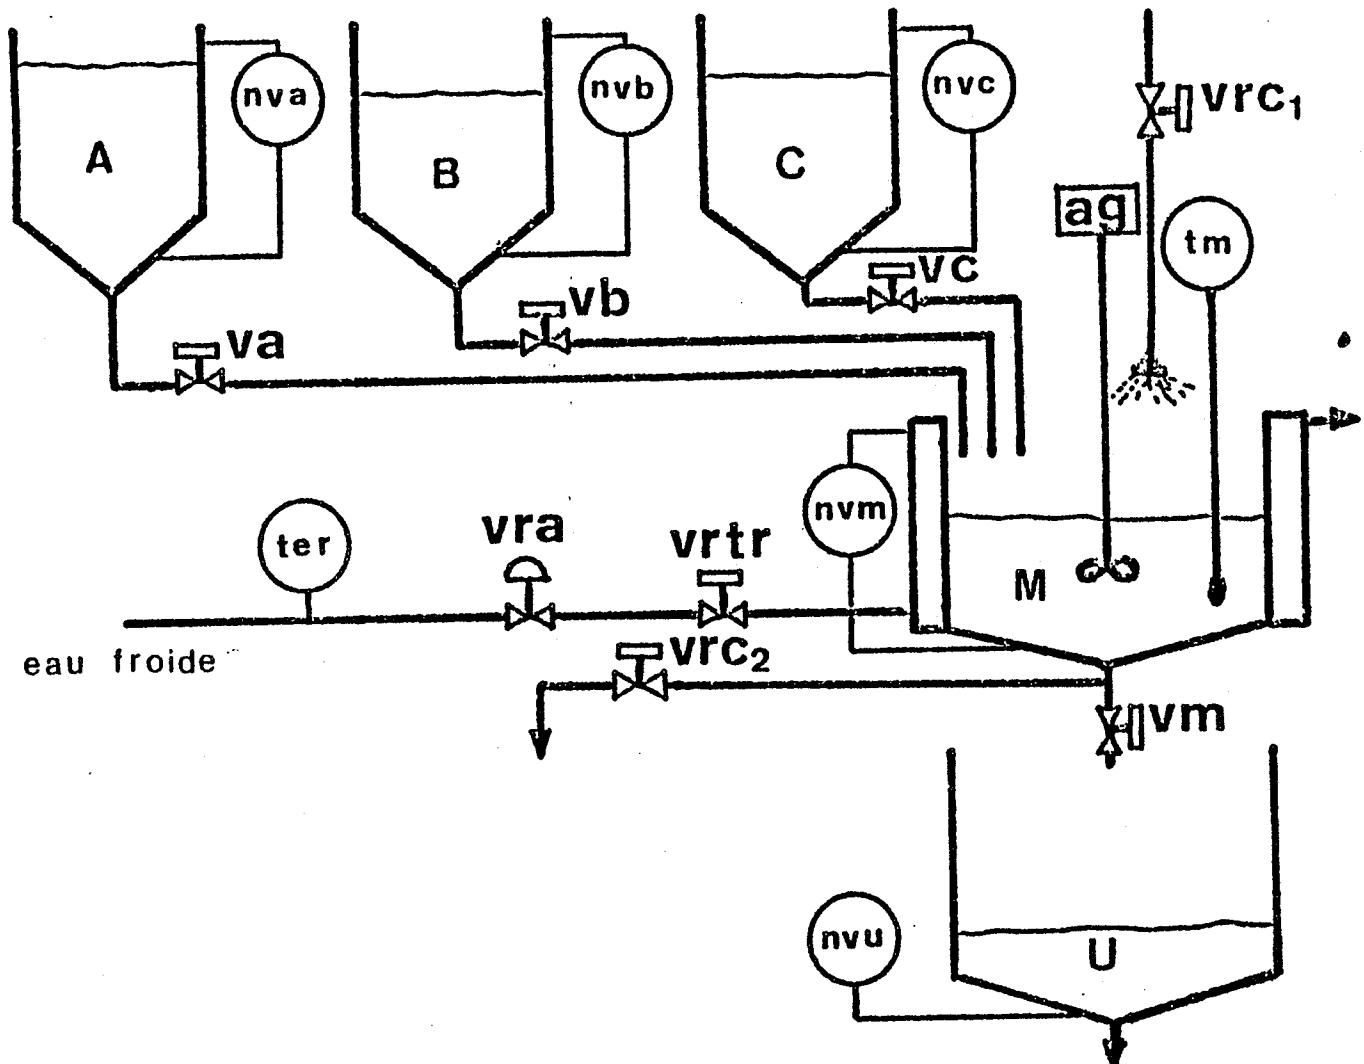 nva
nvb
nvc
vrc₁
A
B
C
ag
tm
vc
vb
va
nvm
ter
vra
vrtr
M
eau froide
vrc₂
vm
nvu
U